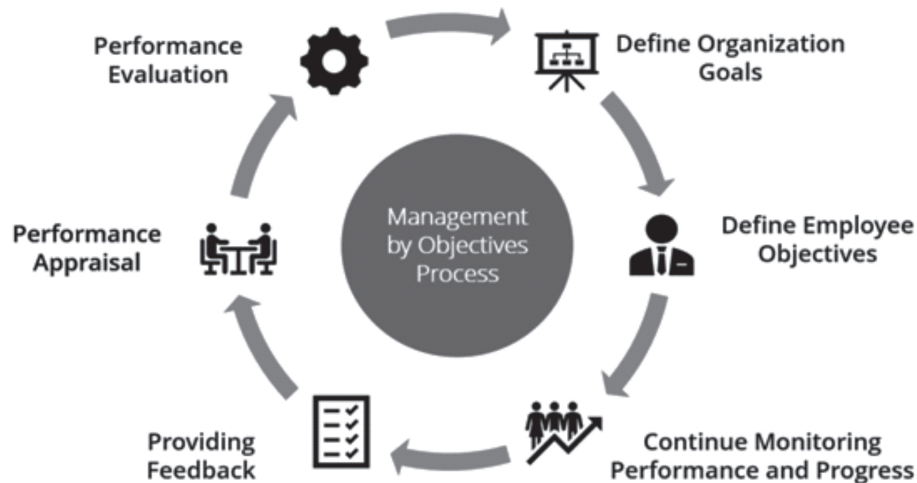 Performance
Evaluation
Define Organization
Goals
Management
by Objectives
Process
Performance
Appraisal
Define Employee
Objectives
Providing
Feedback
Continue Monitoring
Performance and Progress